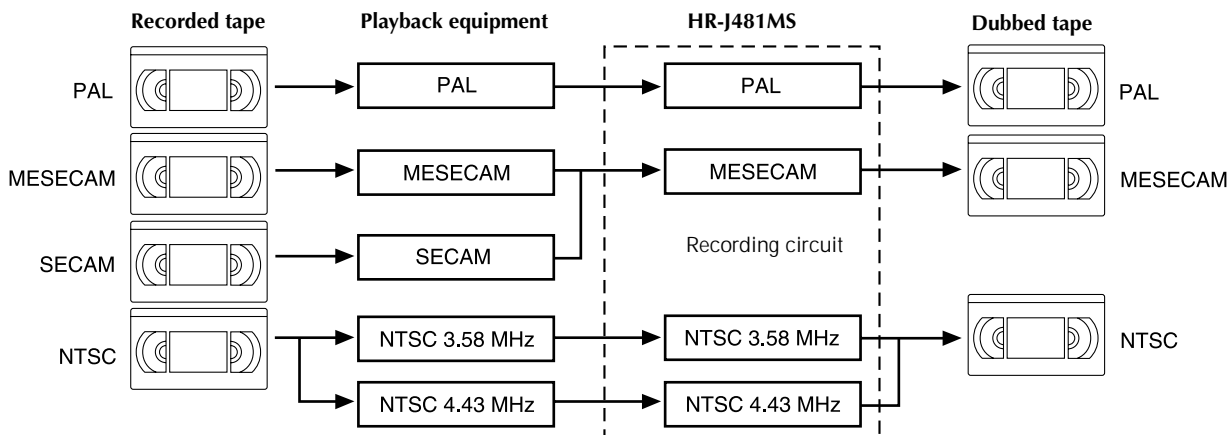 Recorded tape
Playback equipment
HR-J481MS
Dubbed tape
PAL
PAL
PAL
PAL
MESECAM
MESECAM
MESECAM
MESECAM
SECAM
SECAM
Recording circuit
NTSC
NTSC 3.58 MHz
NTSC 3.58 MHz
NTSC
NTSC 4.43 MHz
NTSC 4.43 MHz